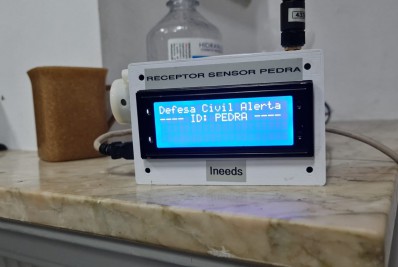 RECEPTOR SENSOR PEDRA
Defesa Civil Alerta
---- ID: PEDRA ----
Ineeds